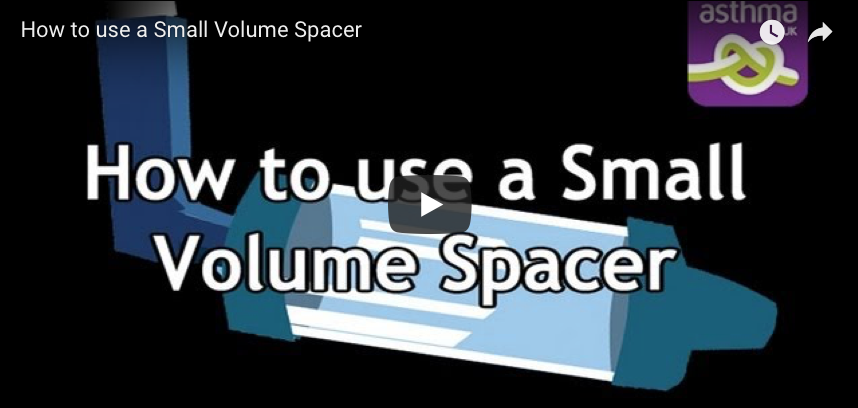 How to use a Small Volume Spacer
asthma
UK
How to use a Small
Volume Spacer